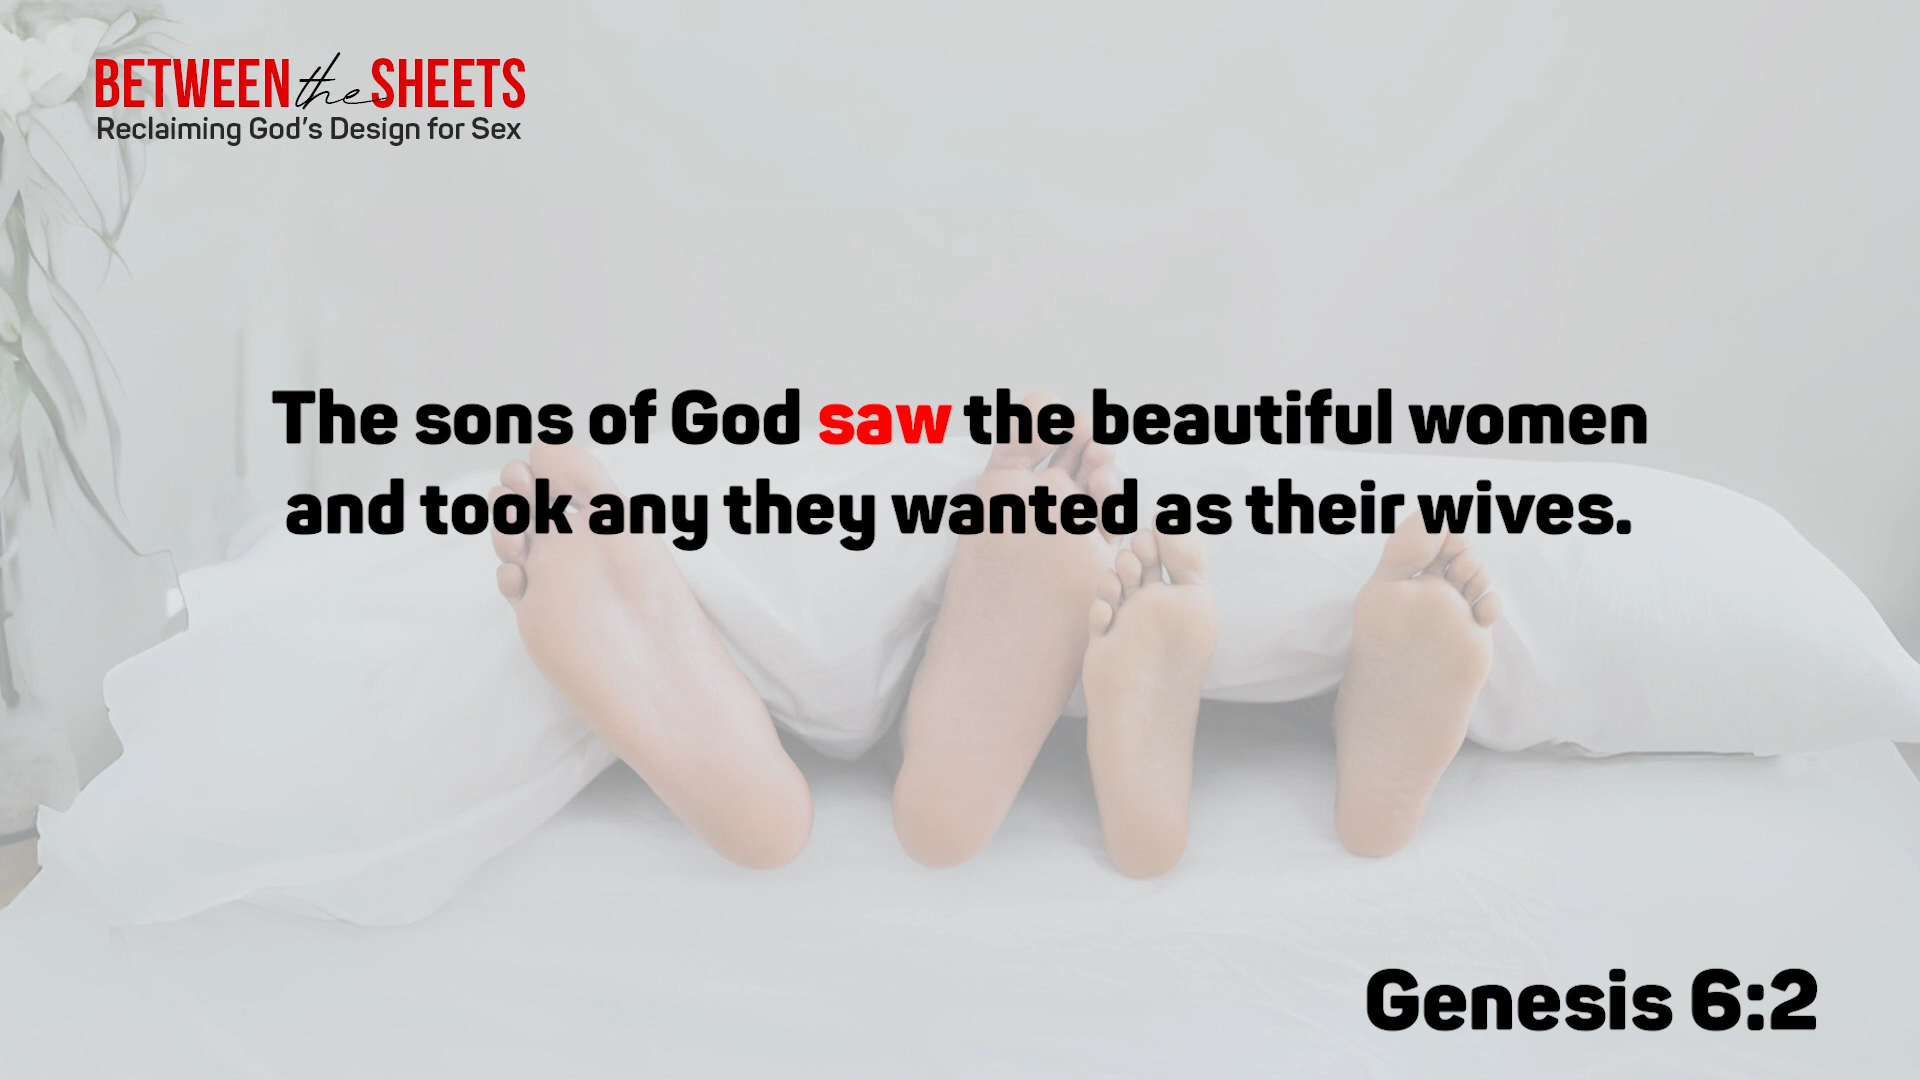 BETWEEN the SHEETS
Reclaiming God's Design for Sex
The sons of God saw the beautiful women
and took any they wanted as their wives.
Genesis 6:2